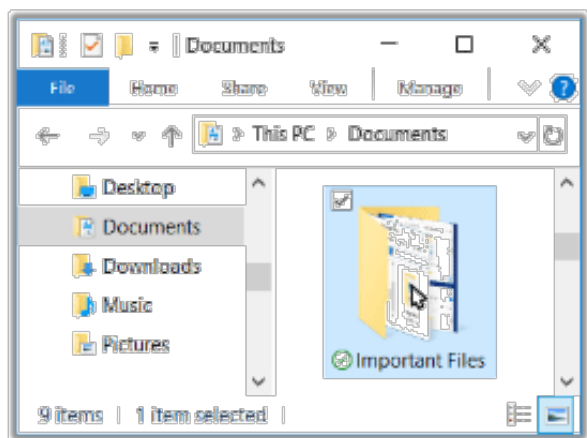 Documents
File Home Share View Manage
This PC Documents
Desktop
Documents
Downloads
Music
Pictures
Important Files
9 items 1 item selected